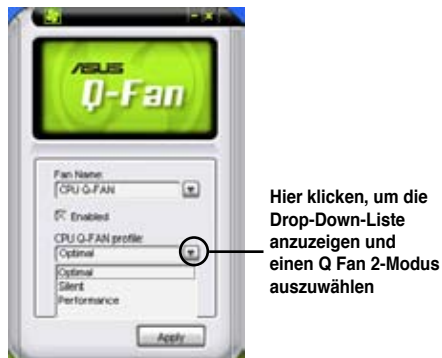 ASUS
Q-Fan
Fan Name:
CPU Q-FAN
Enabled
CPU Q-FAN profile:
Optimal
Optimal
Silent
Performance
Apply
Hier klicken, um die
Drop-Down-Liste
anzuzeigen und
einen Q Fan 2-Modus
auszuwählen